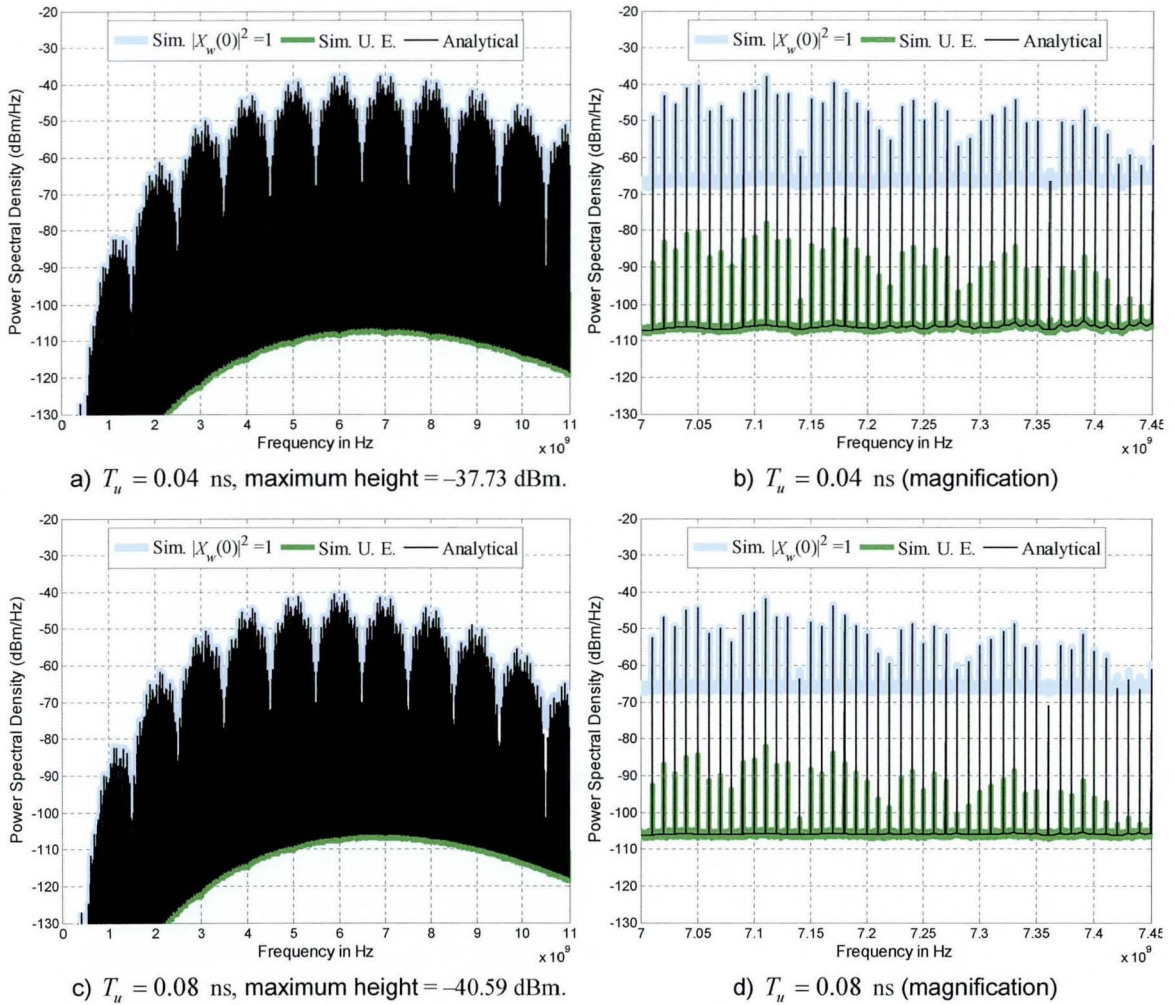 Sim. |X_w(0)|² =1 Sim. U. E. Analytical
Power Spectral Density (dBm/Hz)
-20
-30
-40
-50
-60
-70
-80
-90
-100
-110
-120
-130
0 1 2 3 4 5 6 7 8 9 10 11
Frequency in Hz
x 10⁹
a) T_u = 0.04 ns, maximum height = –37.73 dBm.
Sim. |X_w(0)|² =1 Sim. U. E. Analytical
Power Spectral Density (dBm/Hz)
-20
-30
-40
-50
-60
-70
-80
-90
-100
-110
-120
-130
7 7.05 7.1 7.15 7.2 7.25 7.3 7.35 7.4 7.45
Frequency in Hz
x 10⁹
b) T_u = 0.04 ns (magnification)
Sim. |X_w(0)|² =1 Sim. U. E. Analytical
Power Spectral Density (dBm/Hz)
-20
-30
-40
-50
-60
-70
-80
-90
-100
-110
-120
-130
0 1 2 3 4 5 6 7 8 9 10 11
Frequency in Hz
x 10⁹
c) T_u = 0.08 ns, maximum height = –40.59 dBm.
Sim. |X_w(0)|² =1 Sim. U. E. Analytical
Power Spectral Density (dBm/Hz)
-20
-30
-40
-50
-60
-70
-80
-90
-100
-110
-120
-130
7 7.05 7.1 7.15 7.2 7.25 7.3 7.35 7.4 7.45
Frequency in Hz
x 10⁹
d) T_u = 0.08 ns (magnification)